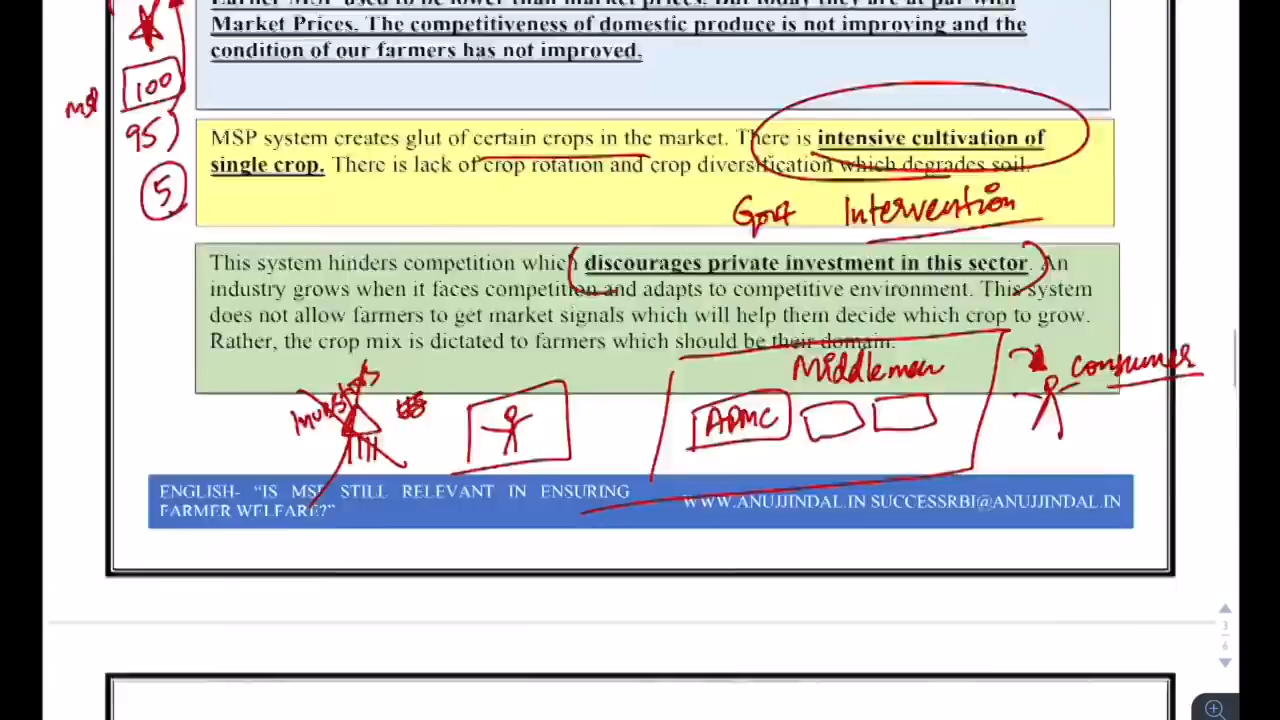 Market Prices. The competitiveness of domestic produce is not improving and the
condition of our farmers has not improved.
100
MSP
95
5
MSP system creates glut of certain crops in the market. There is intensive cultivation of
single crop. There is lack of crop rotation and crop diversification which degrades soil.
Govt Intervention
This system hinders competition which discourages private investment in this sector. An
industry grows when it faces competition and adapts to competitive environment. This system
does not allow farmers to get market signals which will help them decide which crop to grow.
Rather, the crop mix is dictated to farmers which should be their domain.
Middlemen
Consumer
Investors
APMC
ENGLISH- “IS MSP STILL RELEVANT IN ENSURING
FARMER WELFARE?”
WWW.ANUJJINDAL.IN SUCCESSRBI@ANUJJINDAL.IN
3
6